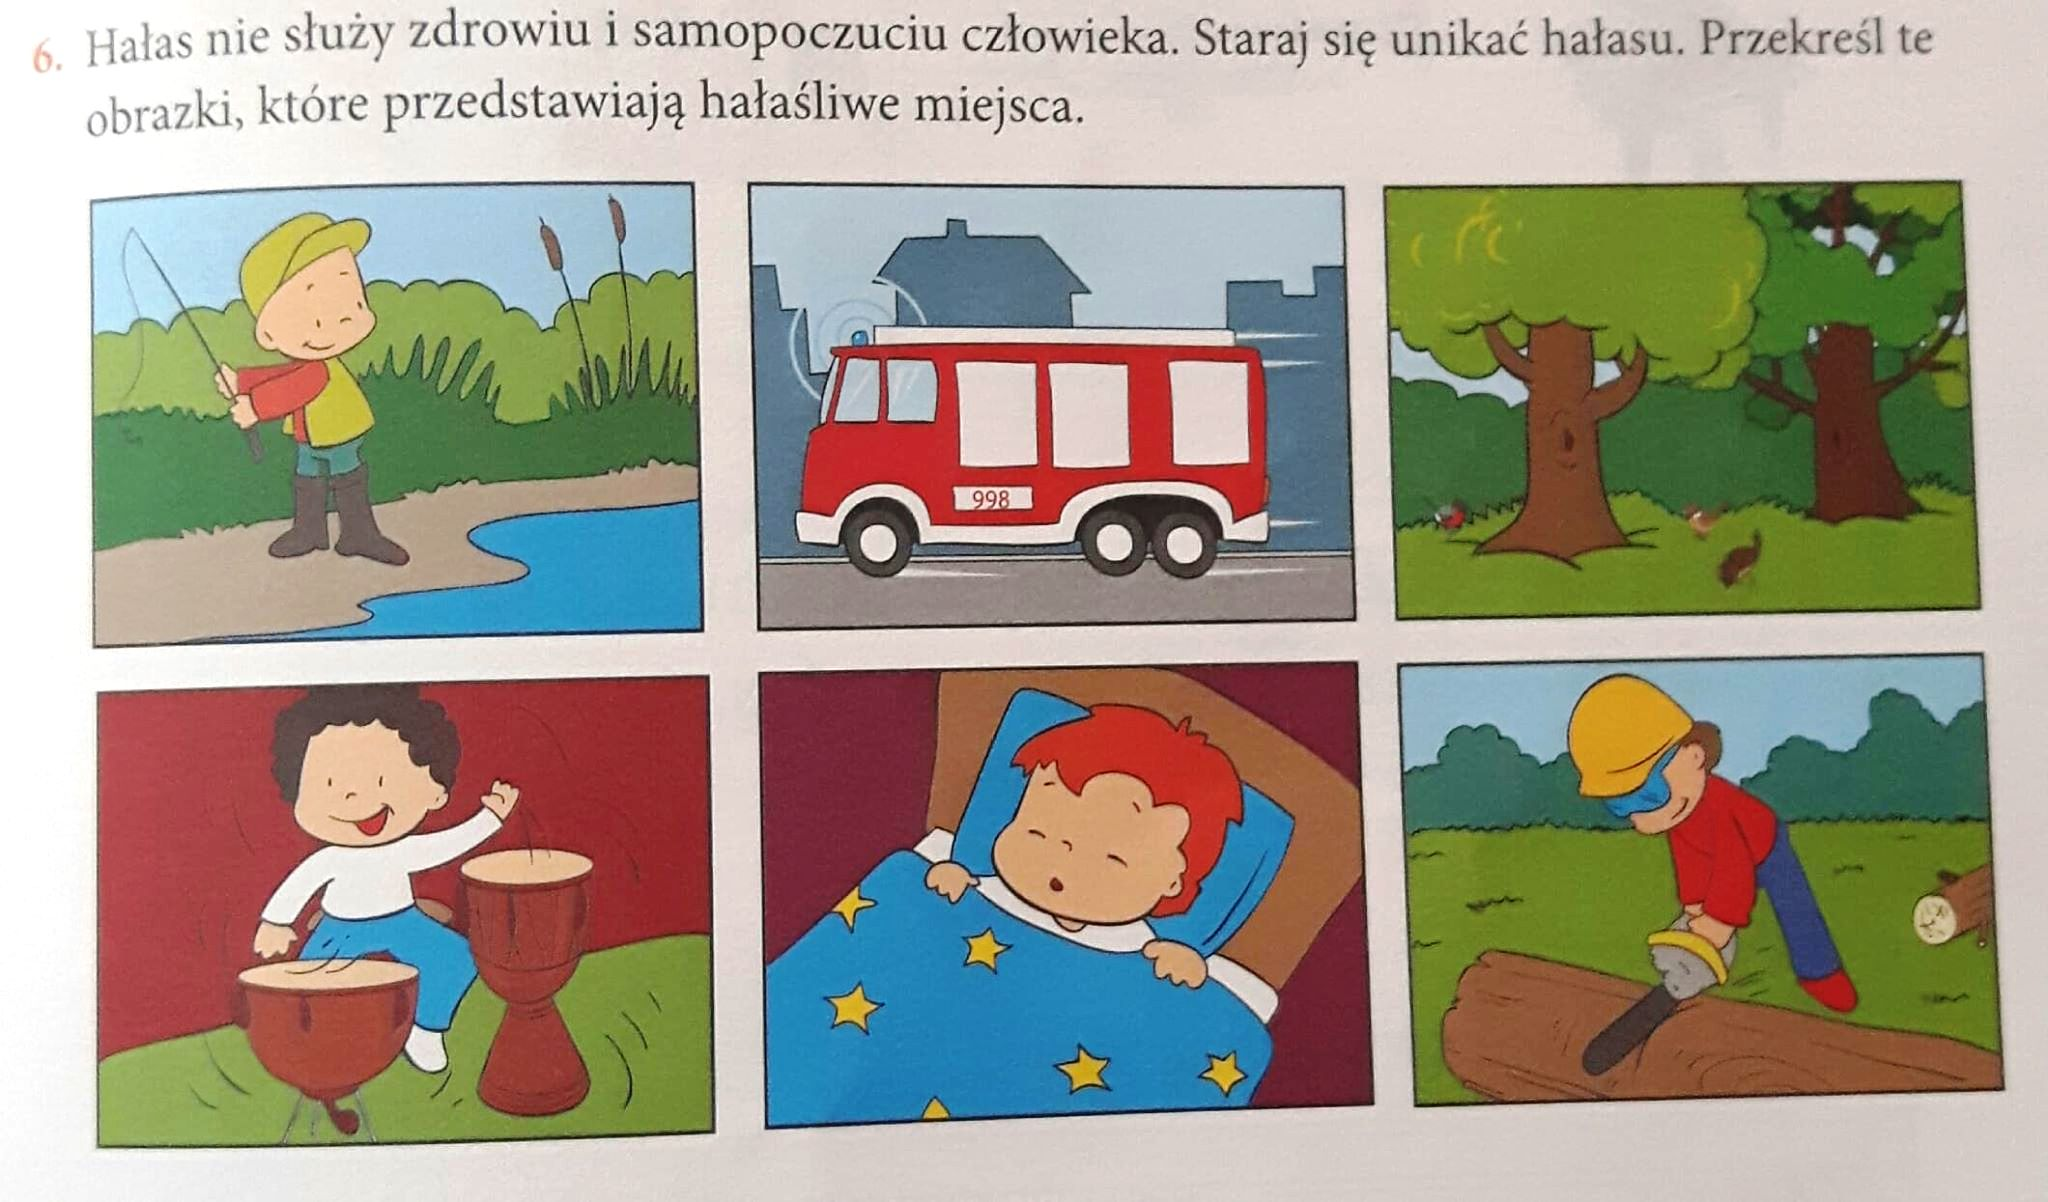 6. Hałas nie służy zdrowiu i samopoczuciu człowieka. Staraj się unikać hałasu. Przekreśl te
obrazki, które przedstawiają hałaśliwe miejsca.
998